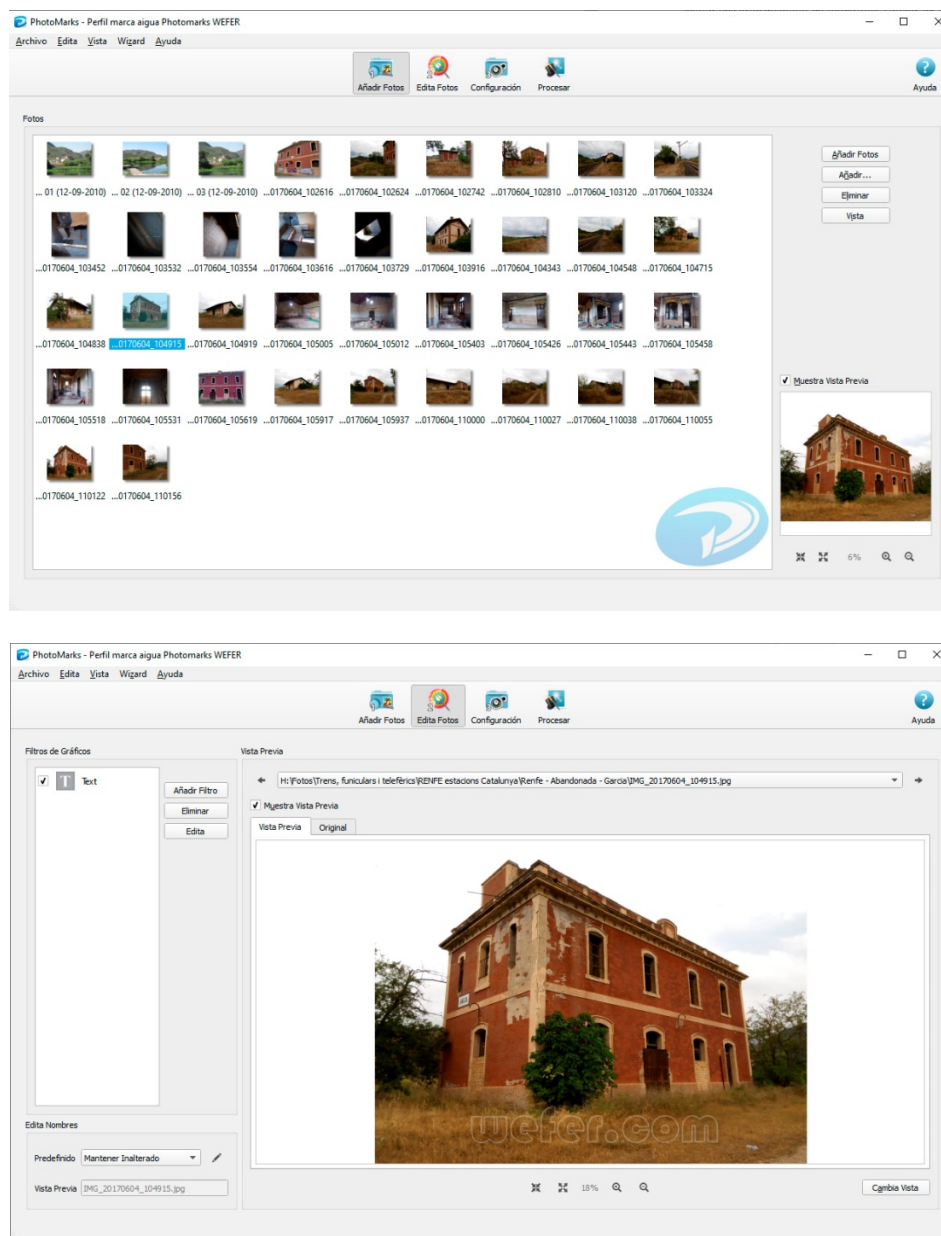 PhotoMarks - Perfil marca aigua Photomarks WEFER
Archivo Edita Vista Wizard Ayuda
Añadir Fotos Edita Fotos Configuración Procesar Ayuda
Fotos
... 01 (12-09-2010) ... 02 (12-09-2010) ... 03 (12-09-2010) ...0170604_102616 ...0170604_102624 ...0170604_102742 ...0170604_102810 ...0170604_103120 ...0170604_103324
...0170604_103452 ...0170604_103532 ...0170604_103554 ...0170604_103616 ...0170604_103729 ...0170604_103916 ...0170604_104343 ...0170604_104548 ...0170604_104715
...0170604_104838 ...0170604_104915 ...0170604_104919 ...0170604_105005 ...0170604_105012 ...0170604_105403 ...0170604_105426 ...0170604_105443 ...0170604_105458
...0170604_105518 ...0170604_105531 ...0170604_105619 ...0170604_105917 ...0170604_105937 ...0170604_110000 ...0170604_110027 ...0170604_110038 ...0170604_110055
...0170604_110122 ...0170604_110156
Añadir Fotos
Añadir...
Eliminar
Vista
Muestra Vista Previa
6%
PhotoMarks - Perfil marca aigua Photomarks WEFER
Archivo Edita Vista Wizard Ayuda
Añadir Fotos Edita Fotos Configuración Procesar Ayuda
Filtros de Gráficos
T Text
Añadir Filtro
Eliminar
Edita
Edita Nombres
Predefinido Mantener Inalterado
Vista Previa IMG_20170604_104915.jpg
Vista Previa
H:\Fotos\Trens, funiculars i telefèrics\RENFE estacions Catalunya\Renfe - Abandonada - Garcia\IMG_20170604_104915.jpg
Muestra Vista Previa
Vista Previa Original
wefer.com
18%
Cambia Vista